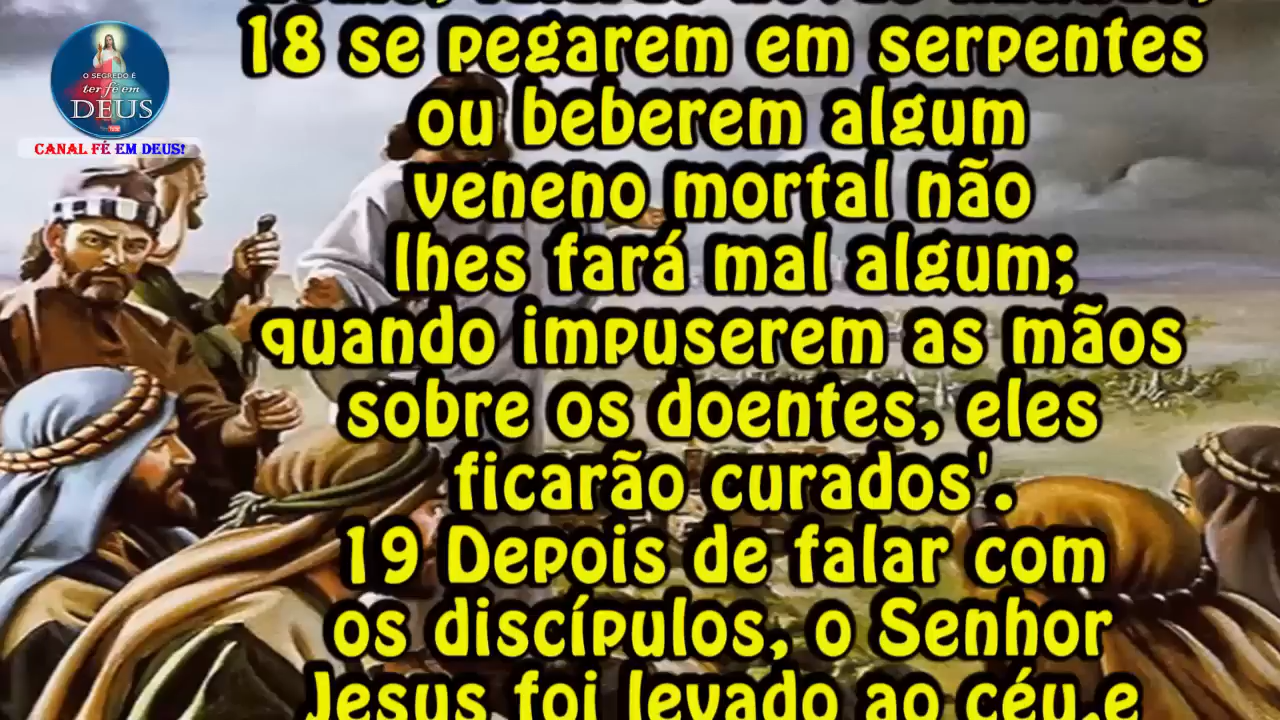 O SEGREDO É
ter fé em
DEUS
CANAL FÉ EM DEUS!
18 se pegarem em serpentes
ou beberem algum
veneno mortal não
lhes fará mal algum;
quando impuserem as mãos
sobre os doentes, eles
ficarão curados'.
19 Depois de falar com
os discípulos, o Senhor
Jesus foi levado ao céu,e